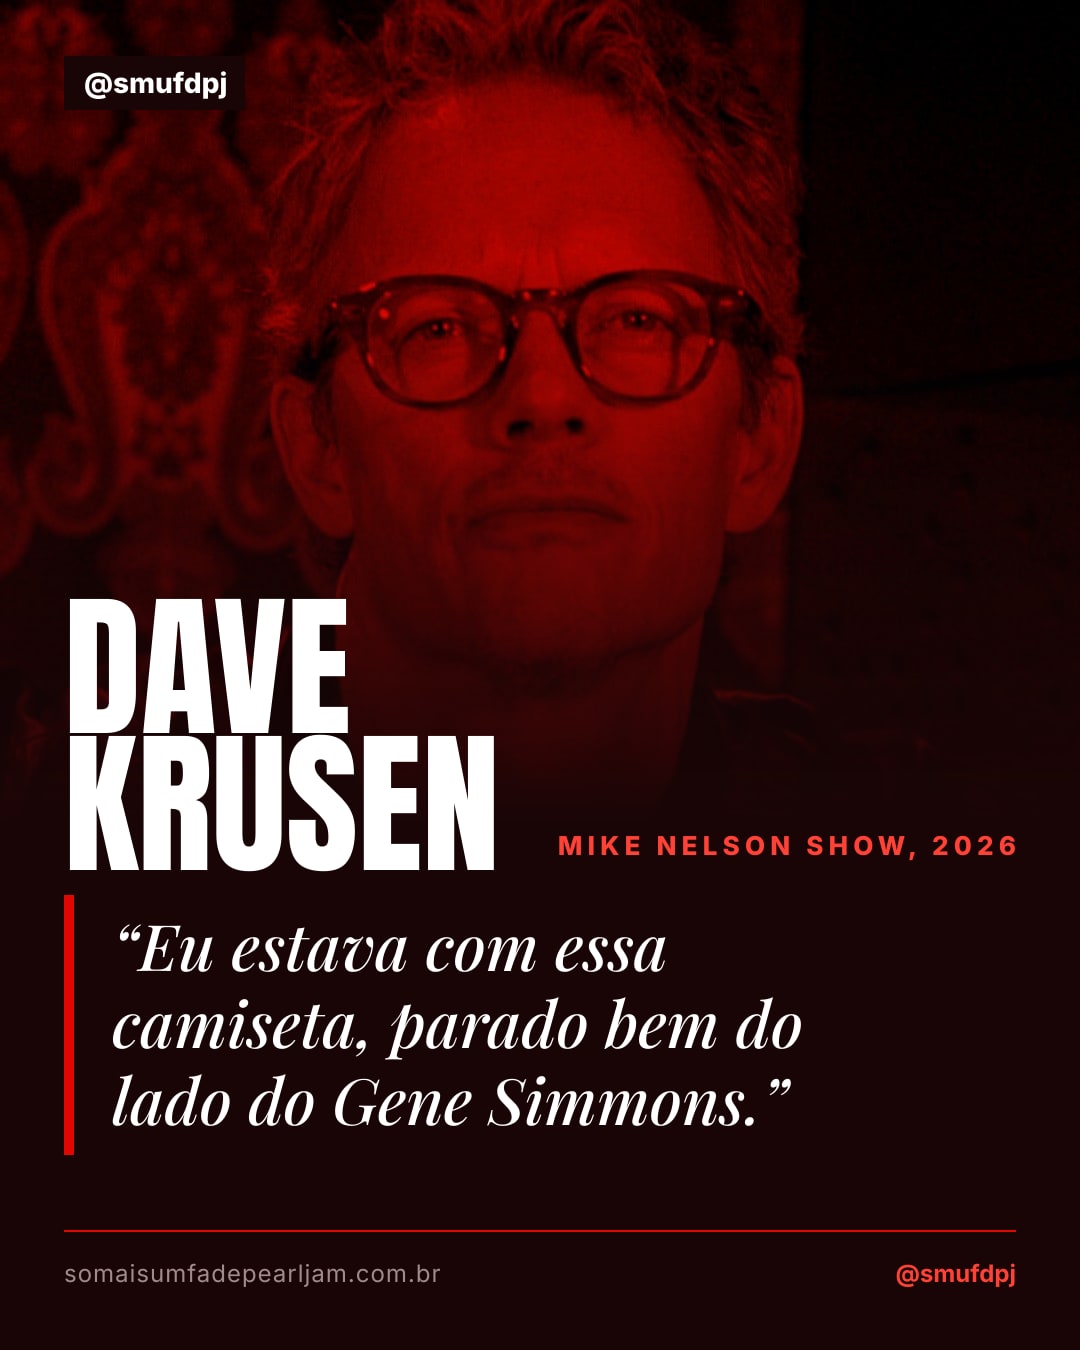 @smufdpj
DAVE
KRUSEN
MIKE NELSON SHOW, 2026
“Eu estava com essa
camiseta, parado bem do
lado do Gene Simmons.”
somaisumfadepearljam.com.br
@smufdpj